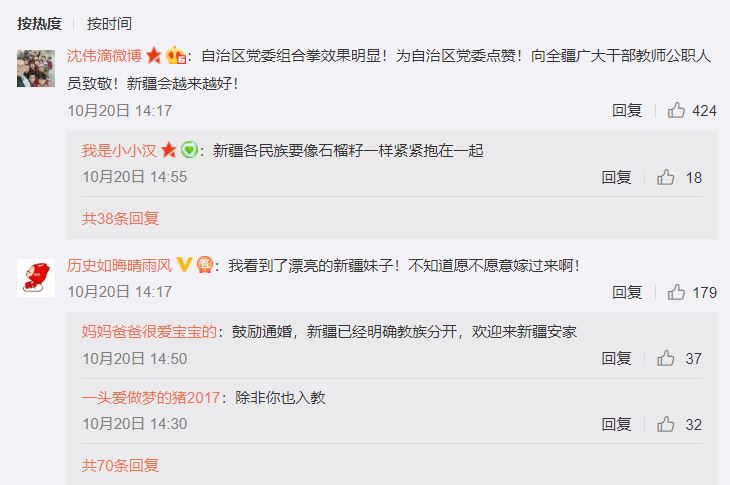 按热度 按时间
沈伟滴微博：自治区党委组合拳效果明显！为自治区党委点赞！向全疆广大干部教师公职人
员致敬！新疆会越来越好！
10月20日 14:17 回复 424
我是小小汉：新疆各民族要像石榴籽一样紧紧抱在一起
10月20日 14:55 回复 18
共38条回复
历史如晦晴雨风：我看到了漂亮的新疆妹子！不知道愿不愿意嫁过来啊！
10月20日 14:17 回复 179
妈妈爸爸很爱宝宝的：鼓励通婚，新疆已经明确教族分开，欢迎来新疆安家
10月20日 14:50 回复 37
一头爱做梦的猪2017：除非你也入教
10月20日 14:30 回复 32
共70条回复